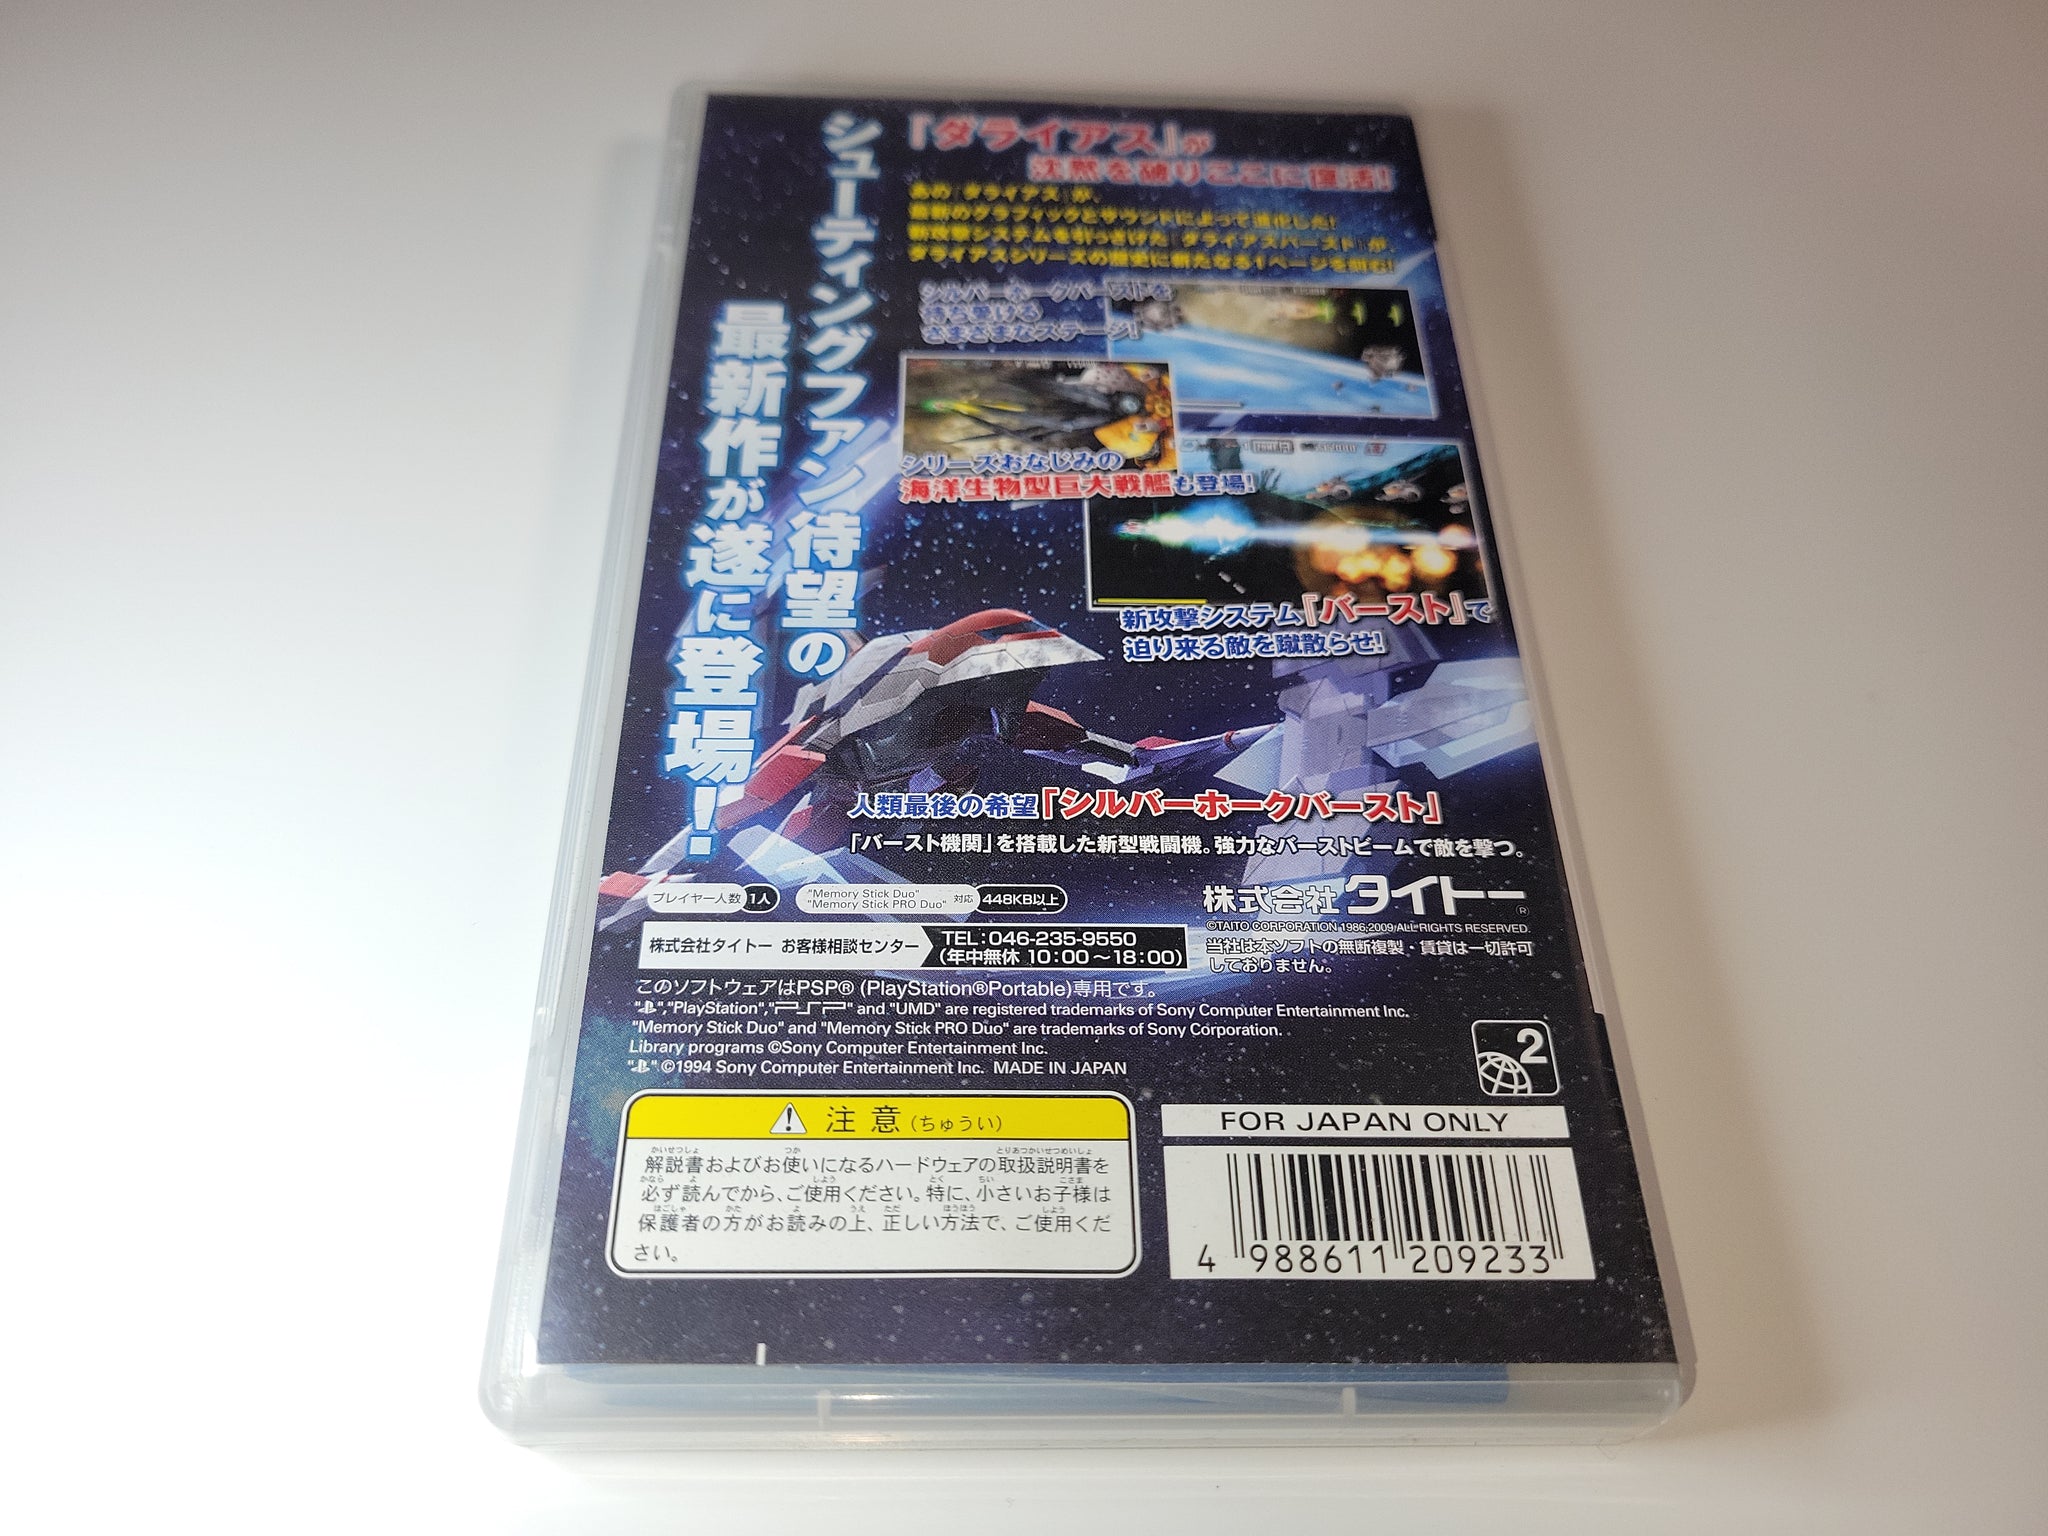 シューティングファン待望の
最新作が遂に登場!
『ダライアス』が
沈黙を破りここに復活!
あの『ダライアス』が、
最新のグラフィックとサウンドによって進化した!
新攻撃システムを引っさげた『ダライアスバースト』が、
ダライアスシリーズの歴史に新たなる1ページを刻む!
シルバーホークバーストを
待ち受ける
さまざまなステージ!
シリーズおなじみの
海洋生物型巨大戦艦も登場!
新攻撃システム『バースト』で
迫り来る敵を蹴散らせ!
人類最後の希望「シルバーホークバースト」
「バースト機関」を搭載した新型戦闘機。強力なバーストビームで敵を撃つ。
プレイヤー人数 1人
"Memory Stick Duo"
"Memory Stick PRO Duo" 対応 448KB以上
株式会社タイトー®
©TAITO CORPORATION 1986,2009 ALL RIGHTS RESERVED.
当社は本ソフトの無断複製・賃貸は一切許可
しておりません。
株式会社タイトー お客様相談センター
TEL:046-235-9550
(年中無休 10:00~18:00)
このソフトウェアはPSP® (PlayStation®Portable)専用です。
" ","PlayStation","PSP" and "UMD" are registered trademarks of Sony Computer Entertainment Inc.
"Memory Stick Duo" and "Memory Stick PRO Duo" are trademarks of Sony Corporation.
Library programs ©Sony Computer Entertainment Inc.
" " ©1994 Sony Computer Entertainment Inc. MADE IN JAPAN
2
注意(ちゅうい)
解説書およびお使いになるハードウェアの取扱説明書を
必ず読んでから、ご使用ください。特に、小さいお子様は
保護者の方がお読みの上、正しい方法で、ご使用くだ
さい。
FOR JAPAN ONLY
4 988611 209233